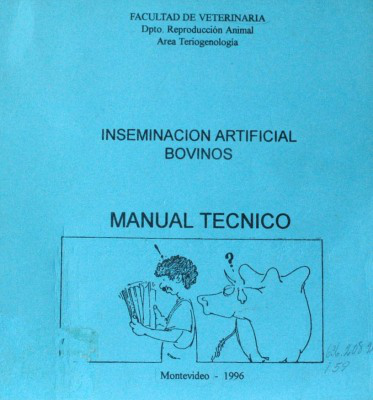 FACULTAD DE VETERINARIA
Dpto. Reproducción Animal
Area Teriogenología
INSEMINACION ARTIFICIAL
BOVINOS
MANUAL TECNICO
!
?
Montevideo - 1996